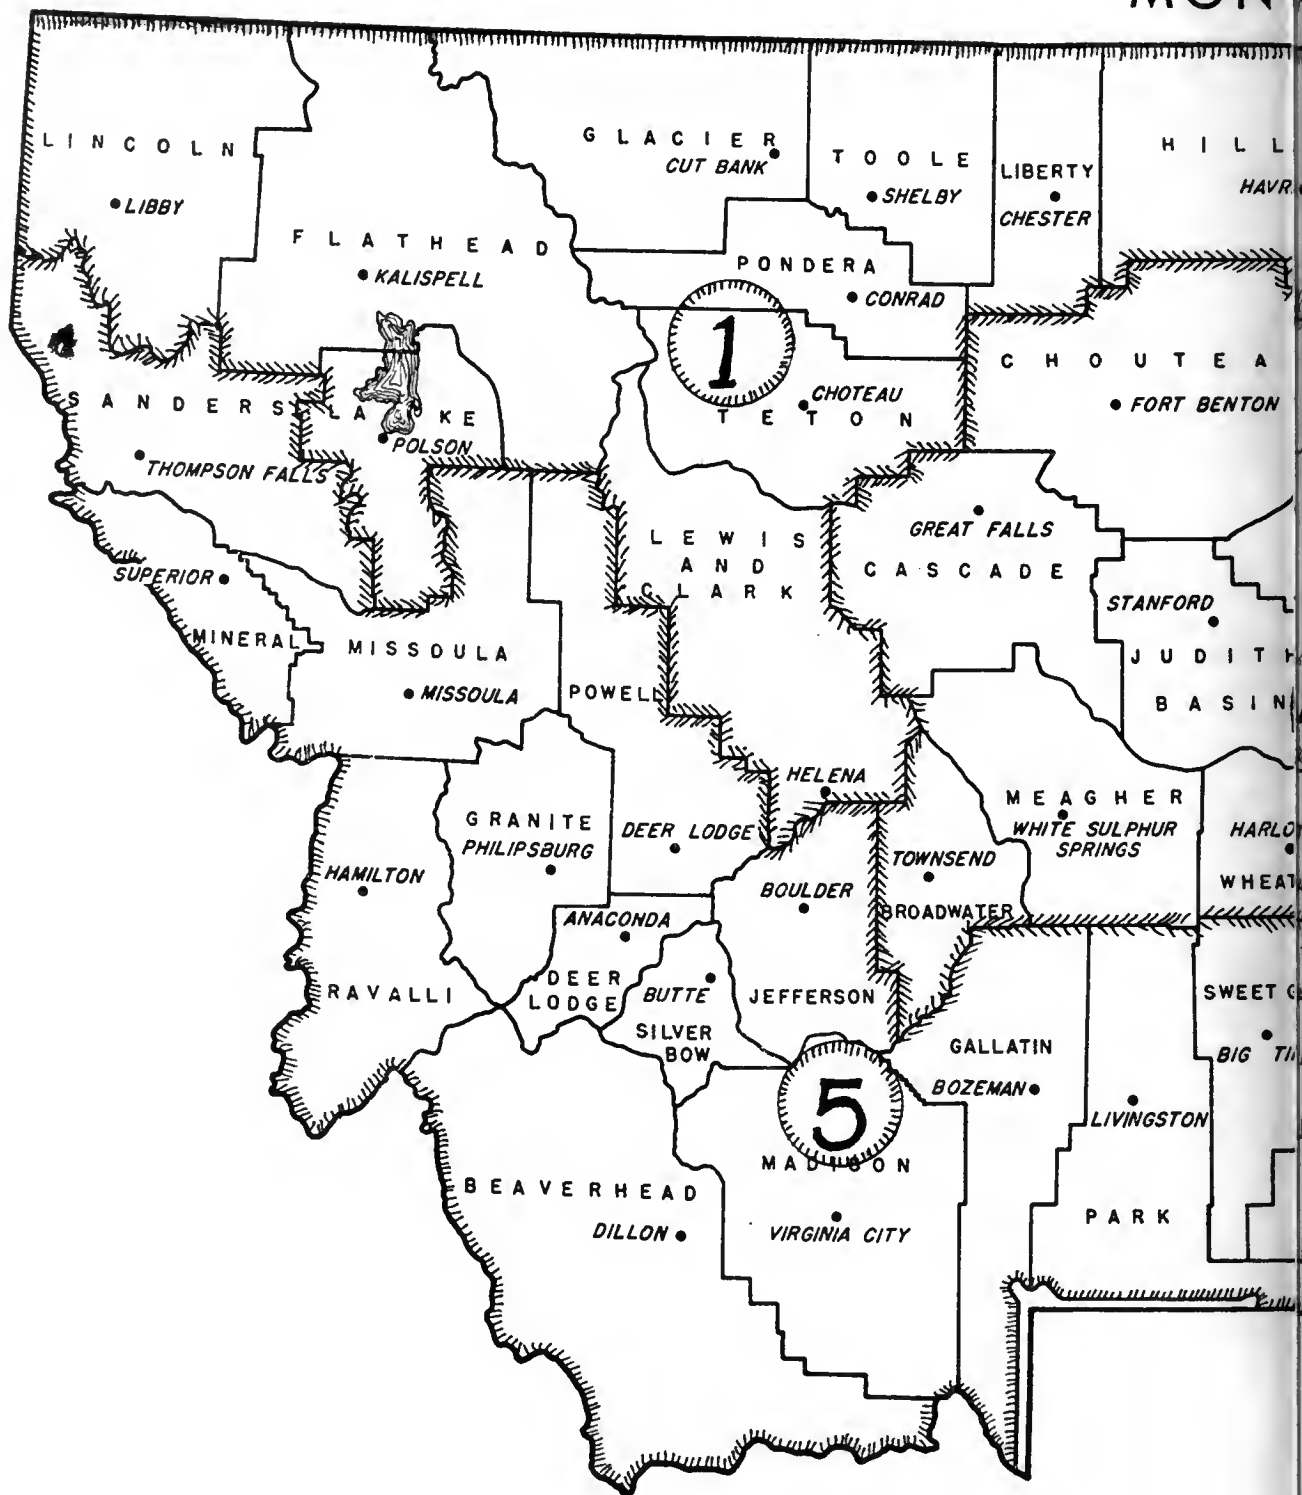 MON
LINCOLN
LIBBY
GLACIER
CUT BANK
TOOLE
SHELBY
LIBERTY
CHESTER
HILL
HAVR
FLATHEAD
KALISPELL
PONDERA
CONRAD
1
CHOTEAU
TETON
CHOUTEA
FORT BENTON
SANDERS
THOMPSON FALLS
LAKE
POLSON
LEWIS
AND
CLARK
GREAT FALLS
CASCADE
STANFORD
JUDITH
BASIN
SUPERIOR
MINERAL
MISSOULA
MISSOULA
POWELL
HELENA
MEAGHER
WHITE SULPHUR
SPRINGS
HARLO
WHEAT
GRANITE
PHILIPSBURG
DEER LODGE
TOWNSEND
BROADWATER
HAMILTON
RAVALLI
BOULDER
JEFFERSON
ANACONDA
DEER
LODGE
BUTTE
SILVER
BOW
SWEET G
BIG TI
GALLATIN
BOZEMAN
LIVINGSTON
PARK
5
MADISON
VIRGINIA CITY
BEAVERHEAD
DILLON